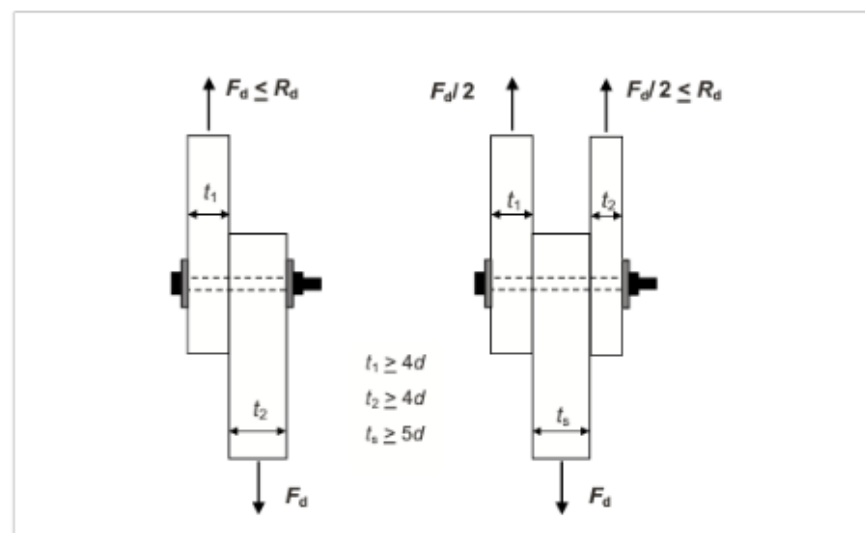 F_d ≤ R_d
F_d/ 2
F_d/ 2 ≤ R_d
t_1
t_1
t_2
t_1 ≥ 4d
t_2 ≥ 4d
t_s ≥ 5d
t_2
t_s
F_d
F_d